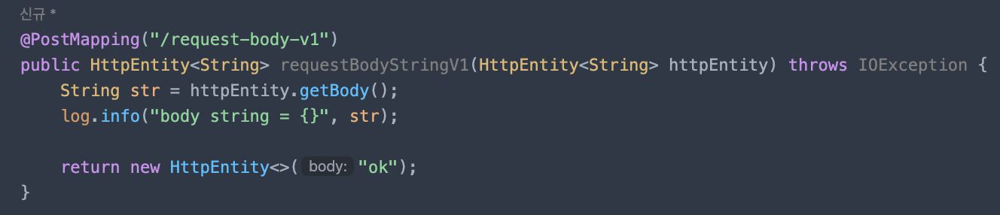 신규 *
@PostMapping("/request-body-v1")
public HttpEntity<String> requestBodyStringV1(HttpEntity<String> httpEntity) throws IOException {
    String str = httpEntity.getBody();
    log.info("body string = {}", str);
    return new HttpEntity<>( body: "ok");
}